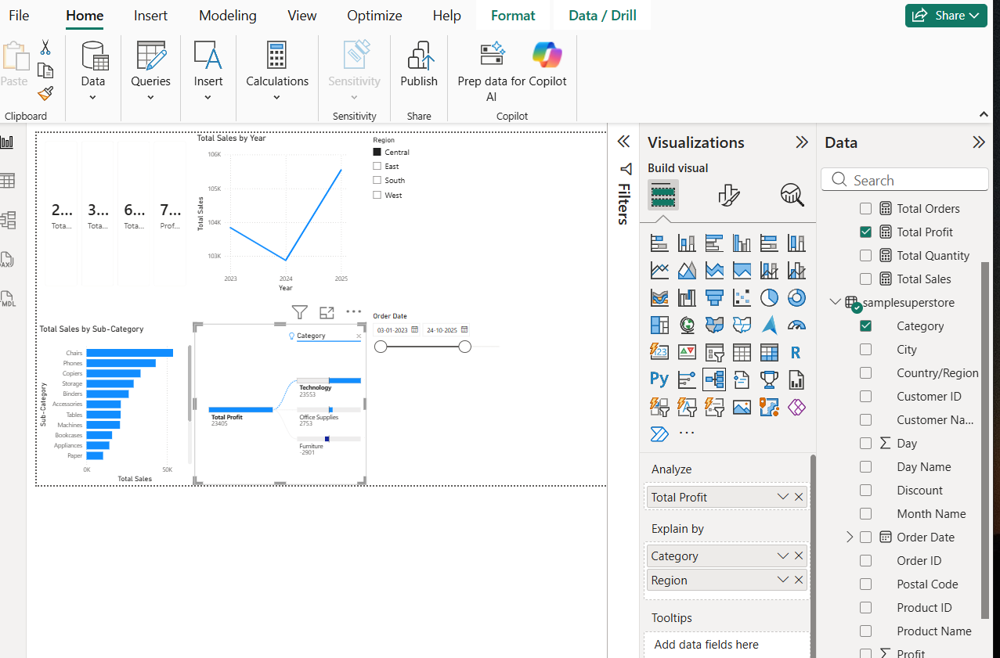 File Home Insert Modeling View Optimize Help Format Data / Drill Share
Paste Data Queries Insert Calculations Sensitivity Publish Prep data for AI Copilot
Clipboard Sensitivity Share Copilot
2... 3... 6... 7...
Tota... Tota... Tota... Prof...
Total Sales by Year
106K
105K
104K
103K
Total Sales
2023 2024 2025
Year
Region
Central
East
South
West
Total Sales by Sub-Category
Sub-Category
Chairs
Phones
Copiers
Storage
Binders
Accessories
Tables
Machines
Bookcases
Appliances
Paper
0K 50K
Total Sales
Category
Total Profit
23405
Technology
23553
Office Supplies
2753
Furniture
-2901
Order Date
03-01-2023 24-10-2025
Filters
Visualizations
Build visual
123
R
Py
Analyze
Total Profit
Explain by
Category
Region
Tooltips
Add data fields here
Data
Search
Total Orders
Total Profit
Total Quantity
Total Sales
samplesuperstore
Category
City
Country/Region
Customer ID
Customer Na...
Day
Day Name
Discount
Month Name
Order Date
Order ID
Postal Code
Product ID
Product Name
Profit